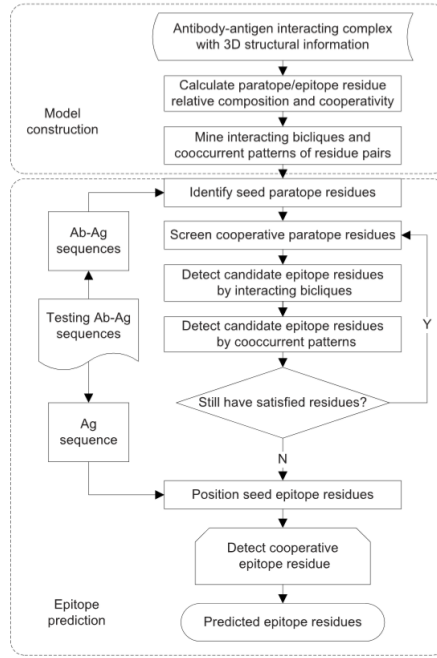 Antibody-antigen interacting complex
with 3D structural information
Calculate paratope/epitope residue
relative composition and cooperativity
Model
construction
Mine interacting bicliques and
cooccurrent patterns of residue pairs
Identify seed paratope residues
Ab-Ag
sequences
Screen cooperative paratope residues
Detect candidate epitope residues
by interacting bicliques
Testing Ab-Ag
sequences
Detect candidate epitope residues
by cooccurrent patterns
Y
Still have satisfied residues?
Ag
sequence
N
Position seed epitope residues
Detect cooperative
epitope residue
Epitope
prediction
Predicted epitope residues